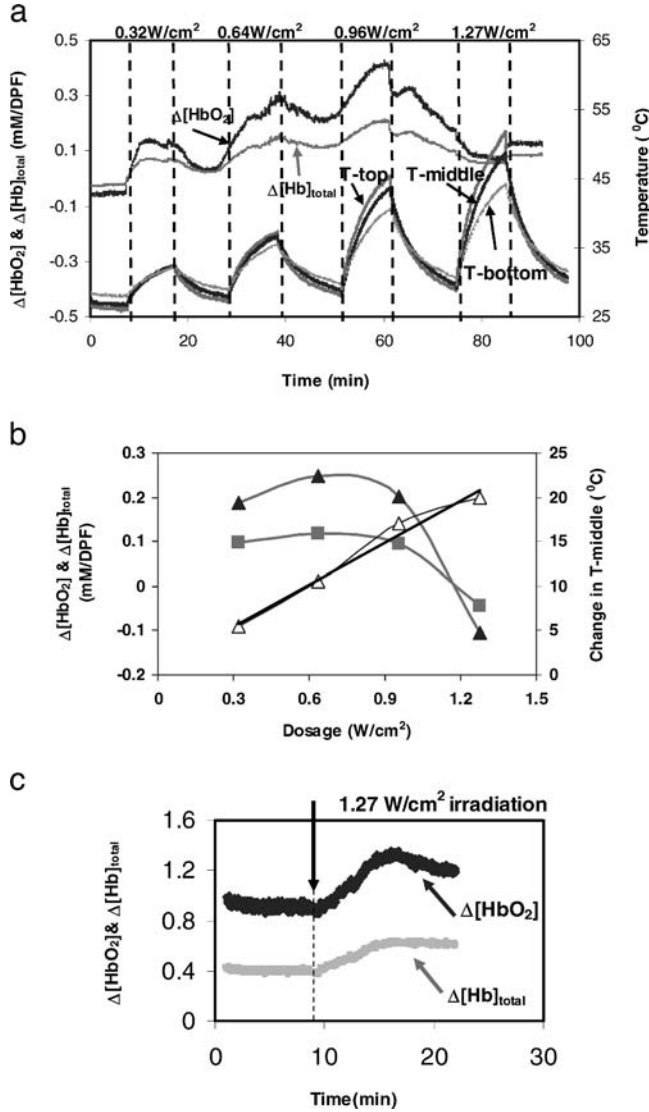 a
0.32W/cm² 0.64W/cm² 0.96W/cm² 1.27W/cm²
0.5 65
0.3 55
0.1 45
-0.1 35
-0.3
-0.5 25
Δ[HbO₂] & Δ[Hb]_total (mM/DPF)
Temperature (⁰C)
Δ[HbO₂]
Δ[Hb]total
T-top
T-middle
T-bottom
0 20 40 60 80 100
Time (min)
b
0.3 25
0.2 20
0.1 15
0 10
-0.1 5
-0.2 0
Δ[HbO₂] & Δ[Hb]total
(mM/DPF)
Change in T-middle (⁰C)
0 0.3 0.6 0.9 1.2 1.5
Dosage (W/cm²)
c
1.27 W/cm² irradiation
1.6
1.2
0.8
0.4
0
Δ[HbO₂]& Δ[Hb]total
Δ[HbO₂]
Δ[Hb]total
0 10 20 30
Time(min)